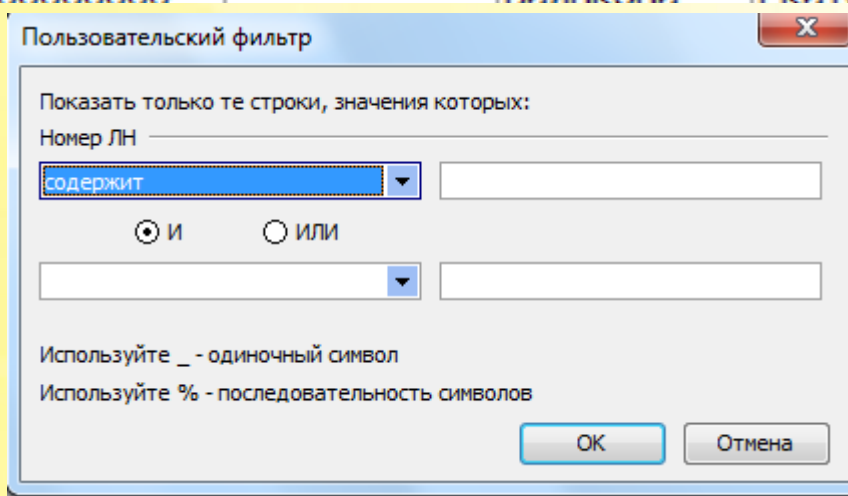 Пользовательский фильтр
Показать только те строки, значения которых:
Номер ЛН
содержит
И ИЛИ
Используйте _ - одиночный символ
Используйте % - последовательность символов
ОК Отмена